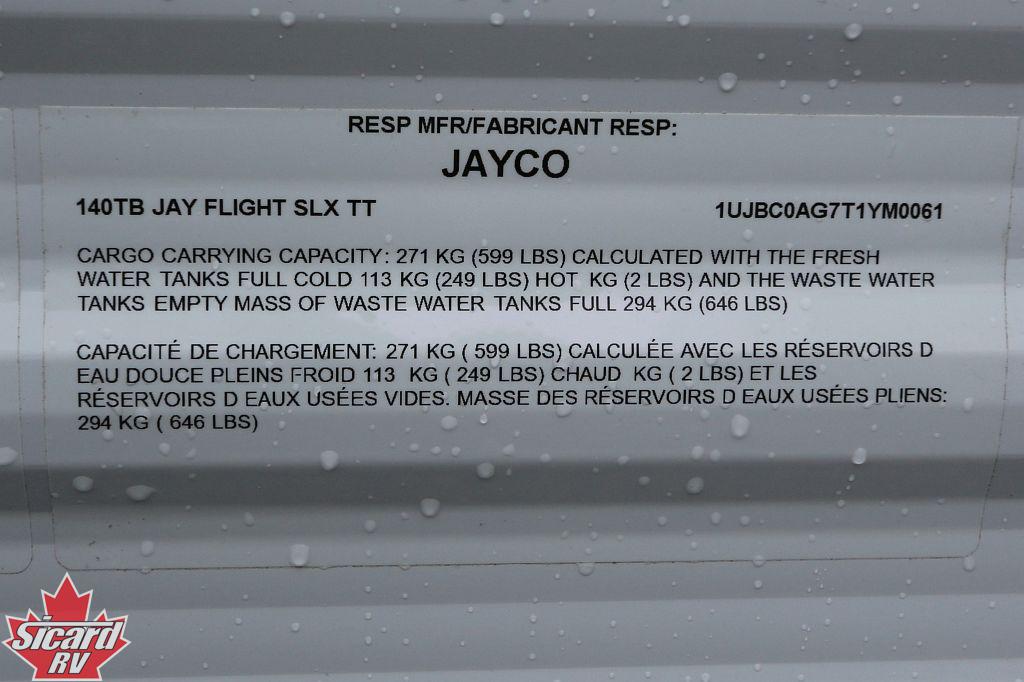 RESP MFR/FABRICANT RESP:
JAYCO
140TB JAY FLIGHT SLX TT 1UJBC0AG7T1YM0061
CARGO CARRYING CAPACITY: 271 KG (599 LBS) CALCULATED WITH THE FRESH
WATER TANKS FULL COLD 113 KG (249 LBS) HOT KG (2 LBS) AND THE WASTE WATER
TANKS EMPTY MASS OF WASTE WATER TANKS FULL 294 KG (646 LBS)
CAPACITÉ DE CHARGEMENT: 271 KG ( 599 LBS) CALCULÉE AVEC LES RÉSERVOIRS D
EAU DOUCE PLEINS FROID 113 KG ( 249 LBS) CHAUD KG ( 2 LBS) ET LES
RÉSERVOIRS D EAUX USÉES VIDES. MASSE DES RÉSERVOIRS D EAUX USÉES PLIENS:
294 KG ( 646 LBS)
Sicard
RV